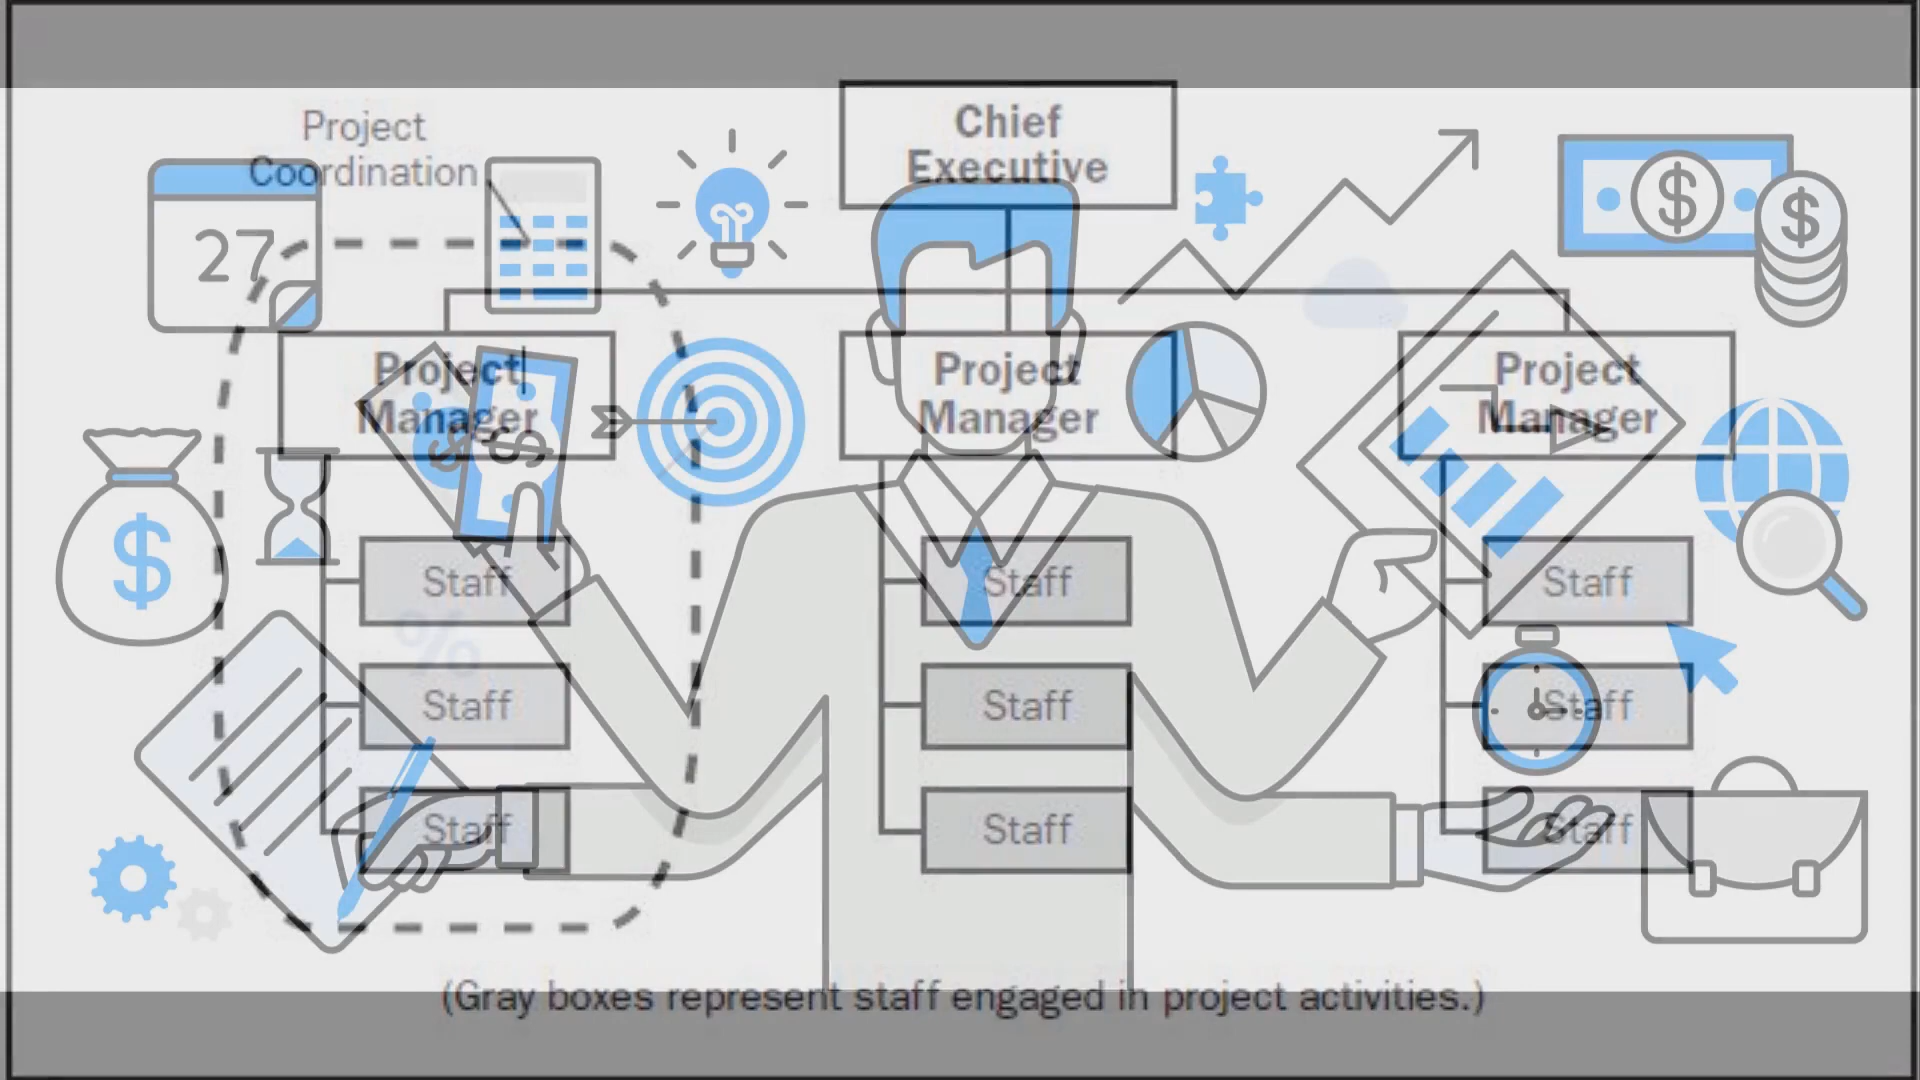 Project
Coordination
Chief
Executive
27
$
$
Project
Manager
Project
Manager
Project
Manager
$
$
$
Staff
Staff
Staff
%
Staff
Staff
Staff
Staff
Staff
Staff
(Gray boxes represent staff engaged in project activities.)